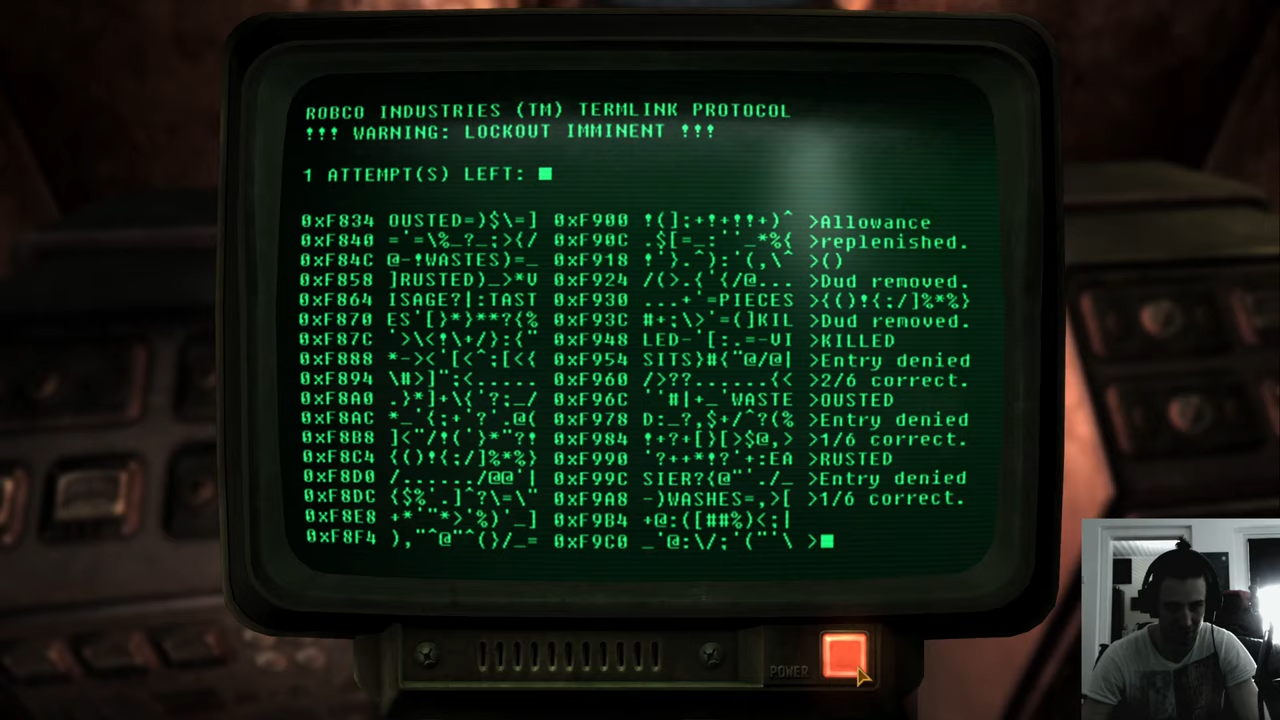 ROBCO INDUSTRIES (TM) TERMLINK PROTOCOL
!!! WARNING: LOCKOUT IMMINENT !!!
1 ATTEMPT(S) LEFT:
0xF834 OUSTED=)$\=] 0xF900 !(];+!+!!+)^ >Allowance
0xF840 ='=\%_?_;>{/ 0xF90C .$[=_:''_*%{ >replenished.
0xF84C @-!WASTES)=_ 0xF918 !'}.^):'(,\^ >()
0xF858 ]RUSTED)_>*V 0xF924 /(>.{'{/@... >Dud removed.
0xF864 ISAGE?|:TAST 0xF930 ...+'=PIECES >{()!{;/]%*%}
0xF870 ES'[}*}**?{% 0xF93C #+;\>'=(]KIL >Dud removed.
0xF87C '>\<!\+/}:{" 0xF948 LED-'[:.=-VI >KILLED
0xF888 *-><'[<^:[<{ 0xF954 SITS}#{"@/@| >Entry denied
0xF894 \#>]";<..... 0xF960 />??......{< >2/6 correct.
0xF8A0 .}*]+\{'?;_/ 0xF96C ''#|+_'WASTE >OUSTED
0xF8AC *_'{;+'?'.@( 0xF978 D:_?,$+/^?(% >Entry denied
0xF8B8 ]<"/!('}*"?! 0xF984 !+?+[}[>$@,> >1/6 correct.
0xF8C4 {()!{;/]%*%} 0xF990 '?++*!?'+:EA >RUSTED
0xF8D0 /....../@@'| 0xF99C SIER?{@"'./_ >Entry denied
0xF8DC {$%'.]^?\=\" 0xF9A8 -)WASHES=,>[ >1/6 correct.
0xF8E8 +*'"*>'%)'_] 0xF9B4 +@:([##%)<;|
0xF8F4 ),"^@"^(}/_= 0xF9C0 _'@:\/;'("'\ >
POWER